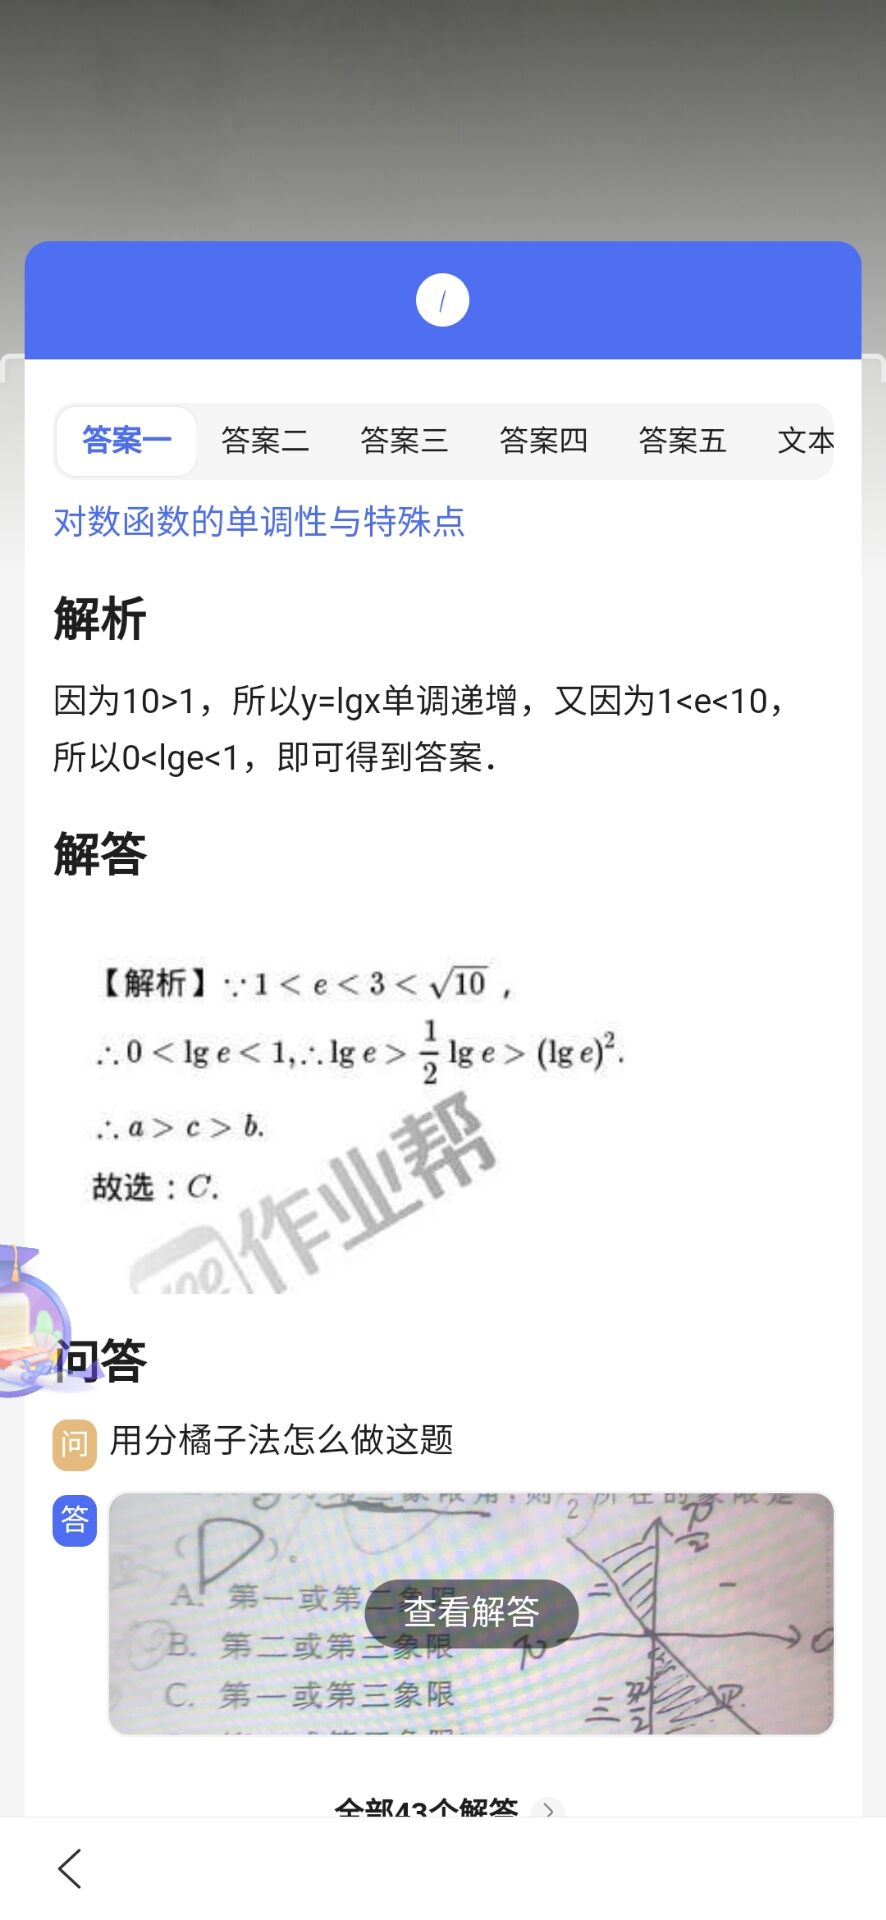 答案一 答案二 答案三 答案四 答案五 文本
对数函数的单调性与特殊点
解析
因为10>1，所以y=lgx单调递增，又因为1<e<10，
所以0<lge<1，即可得到答案．
解答
【解析】∵1 < e < 3 < √10，
∴0 < lg e < 1,∴lg e > 1/2 lg e > (lg e)².
∴a > c > b.
故选：C.
作业帮
问答
问 用分橘子法怎么做这题
答
(D)。
A. 第一或第二象限
查看解答
B. 第二或第三象限
C. 第一或第三象限
全部43个解答